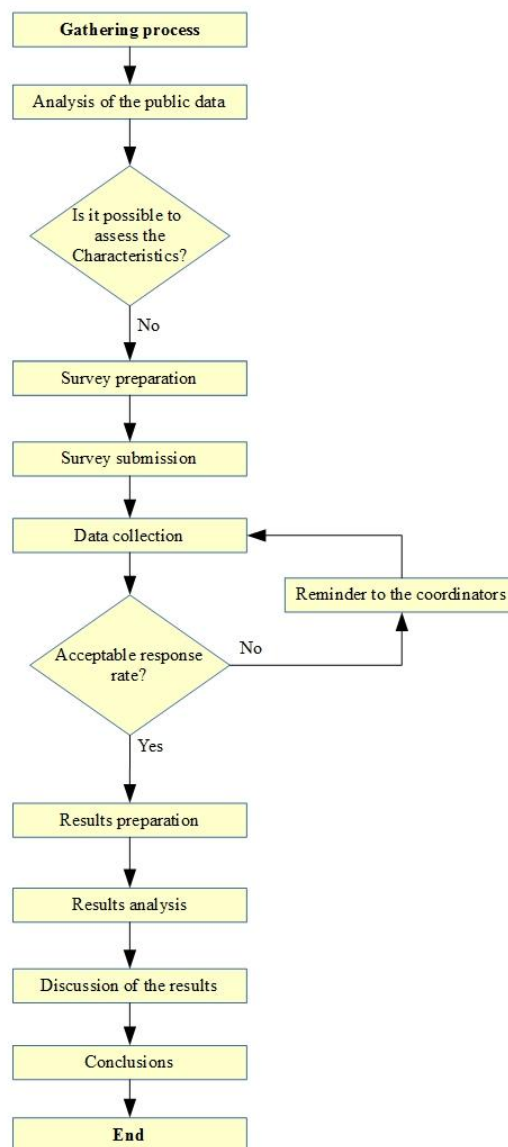 Gathering process
Analysis of the public data
Is it possible to
assess the
Characteristics?
No
Survey preparation
Survey submission
Data collection
Reminder to the coordinators
Acceptable response
rate?
No
Yes
Results preparation
Results analysis
Discussion of the results
Conclusions
End